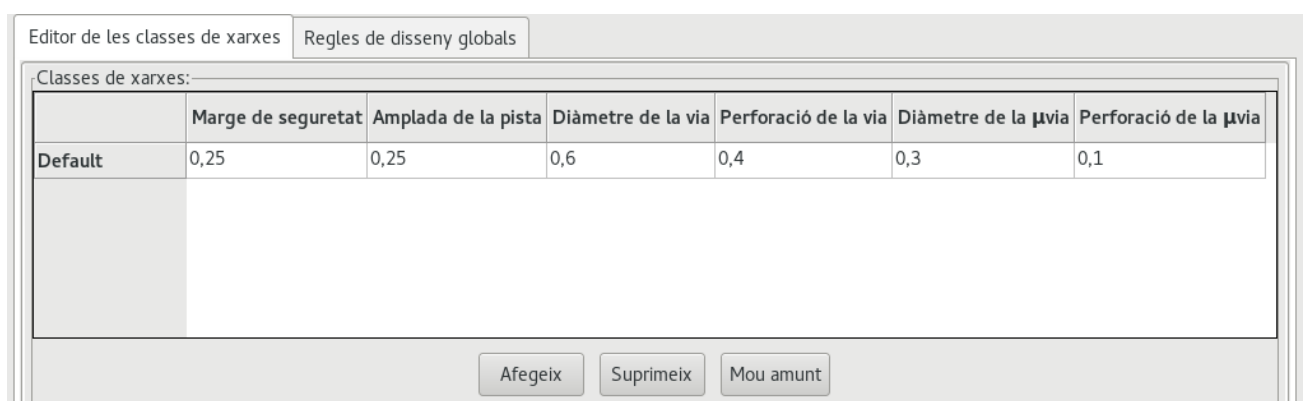 Editor de les classes de xarxes Regles de disseny globals
Classes de xarxes:
Marge de seguretat Amplada de la pista Diàmetre de la via Perforació de la via Diàmetre de la µvia Perforació de la µvia
Default 0,25 0,25 0,6 0,4 0,3 0,1
Afegeix Suprimeix Mou amunt